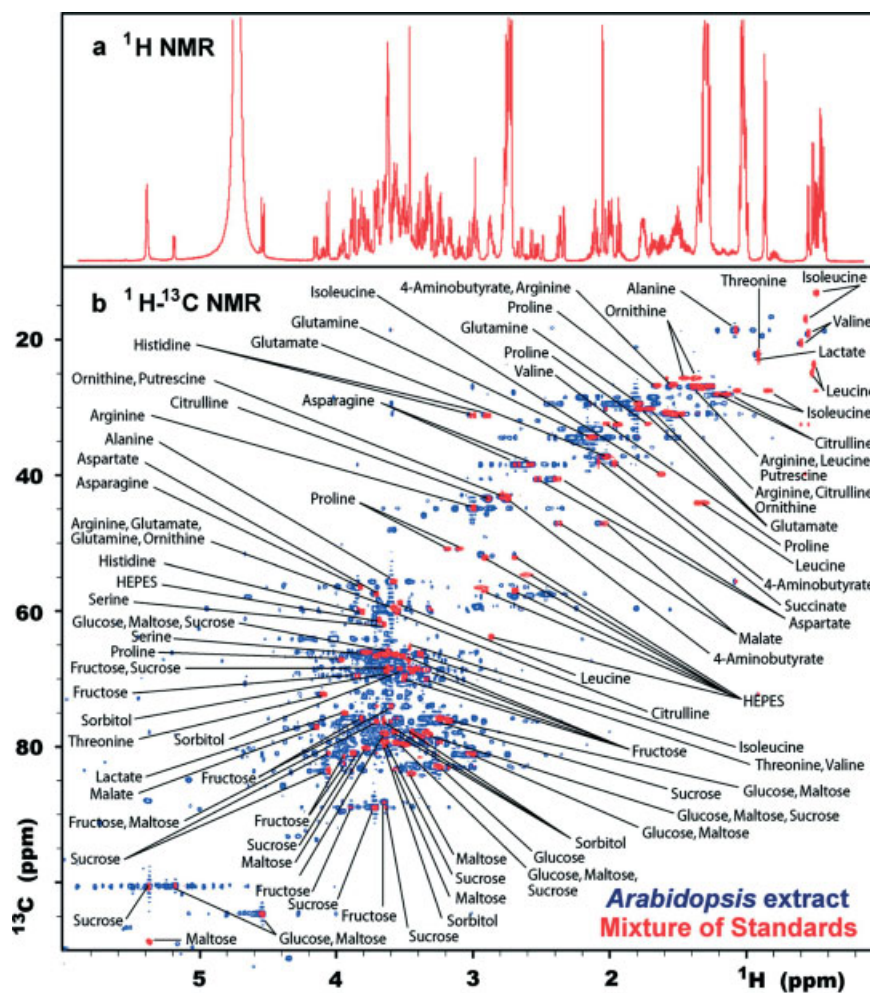 a ¹H NMR
b ¹H-¹³C NMR
Isoleucine
4-Aminobutyrate, Arginine
Alanine
Threonine
Isoleucine
Proline
Ornithine
Glutamine
Glutamate
Glutamine
Valine
Histidine
Proline
Lactate
Valine
Ornithine, Putrescine
Asparagine
Leucine
Citrulline
Isoleucine
Arginine
Citrulline
Alanine
Arginine, Leucine
Putrescine
Aspartate
Arginine, Citrulline
Ornithine
Asparagine
Proline
Glutamate
Arginine, Glutamate,
Glutamine, Ornithine
Proline
Leucine
Histidine
4-Aminobutyrate
HEPES
Succinate
Serine
Aspartate
Glucose, Maltose, Sucrose
Malate
Serine
4-Aminobutyrate
Proline
Leucine
Fructose, Sucrose
HEPES
Fructose
Citrulline
Sorbitol
Fructose
Threonine
Sorbitol
Isoleucine
Threonine, Valine
Lactate
Fructose
Malate
Sucrose
Glucose, Maltose
Fructose, Maltose
Fructose
Glucose, Maltose, Sucrose
Sorbitol
Glucose, Maltose
Sucrose
Sucrose
Maltose
Glucose
Glucose, Maltose,
Sucrose
Maltose
Sucrose
Maltose
Fructose
Sucrose
Sorbitol
Fructose
Sucrose
Sucrose
Maltose
Glucose, Maltose
Arabidopsis extract
Mixture of Standards
20
40
60
80
¹³C (ppm)
5
4
3
2
¹H (ppm)